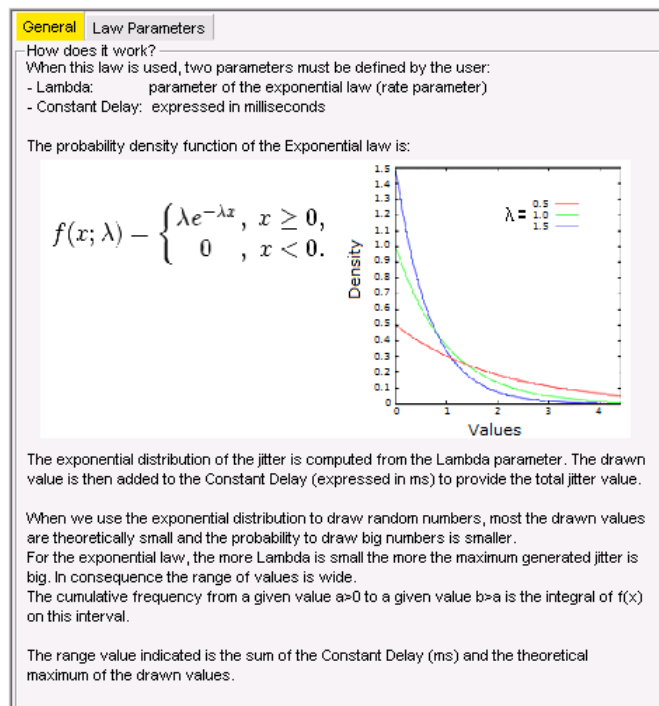 General Law Parameters
How does it work?
When this law is used, two parameters must be defined by the user:
- Lambda: parameter of the exponential law (rate parameter)
- Constant Delay: expressed in milliseconds
The probability density function of the Exponential law is:
f(x; λ) − { λe^{−λx} , x ≥ 0,
0 , x < 0.
1.5
1.4
1.3
1.2
1.1
1.0
0.9
0.8
0.7
0.6
0.5
0.4
0.3
0.2
0.1
0
Density
λ = 0.5
1.0
1.5
0 1 2 3 4
Values
The exponential distribution of the jitter is computed from the Lambda parameter. The drawn
value is then added to the Constant Delay (expressed in ms) to provide the total jitter value.
When we use the exponential distribution to draw random numbers, most the drawn values
are theoretically small and the probability to draw big numbers is smaller.
For the exponential law, the more Lambda is small the more the maximum generated jitter is
big. In consequence the range of values is wide.
The cumulative frequency from a given value a>0 to a given value b>a is the integral of f(x)
on this interval.
The range value indicated is the sum of the Constant Delay (ms) and the theoretical
maximum of the drawn values.